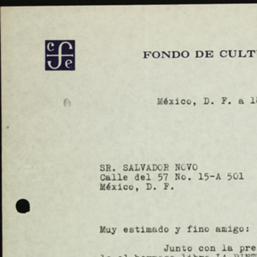 c f e
FONDO DE CULT
México, D. F. a 1
SR. SALVADOR NOVO
Calle del 57 No. 15-A 501
México, D. F.
Muy estimado y fino amigo:
Junto con la pre